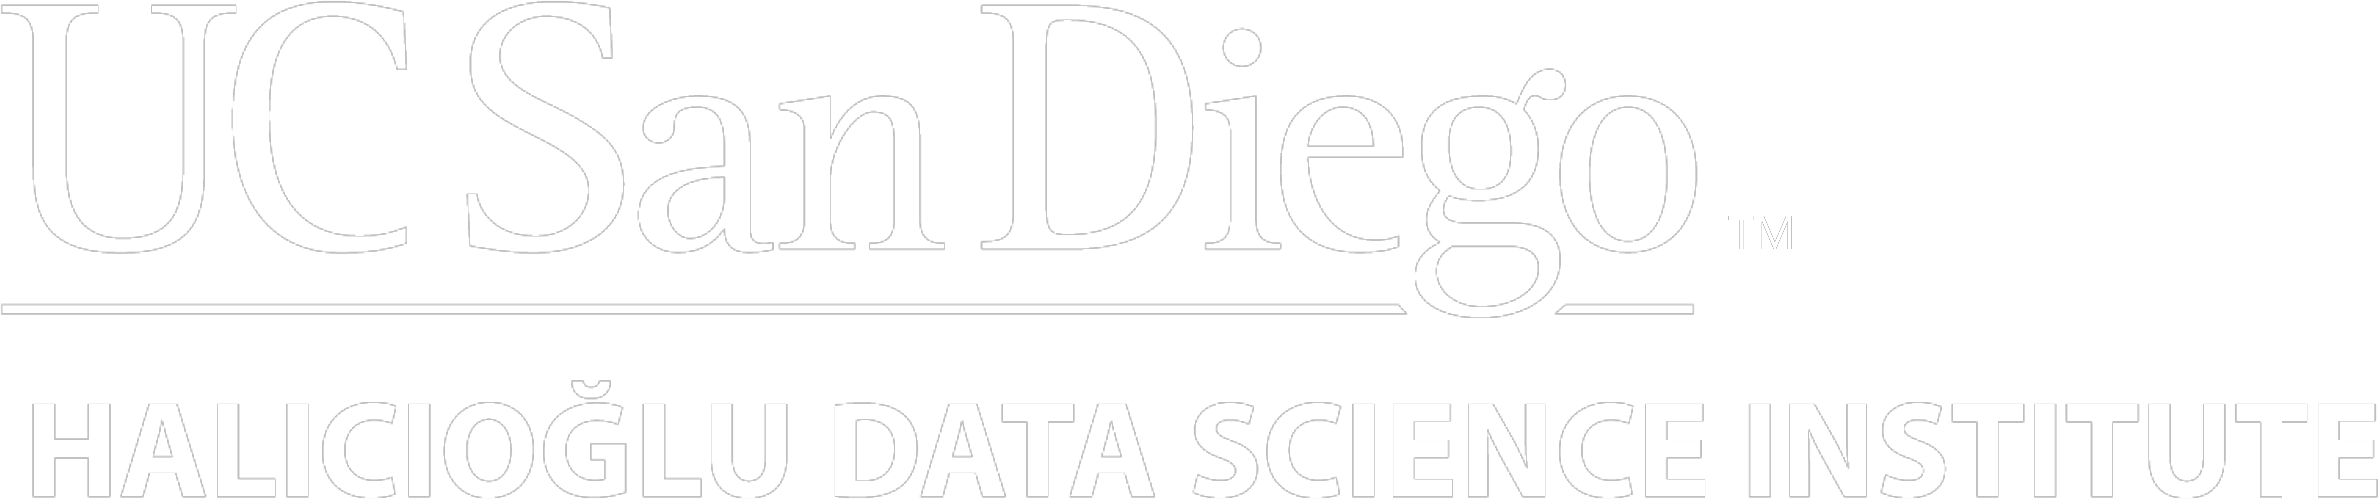 UC San Diego™
HALICIOĞLU DATA SCIENCE INSTITUTE